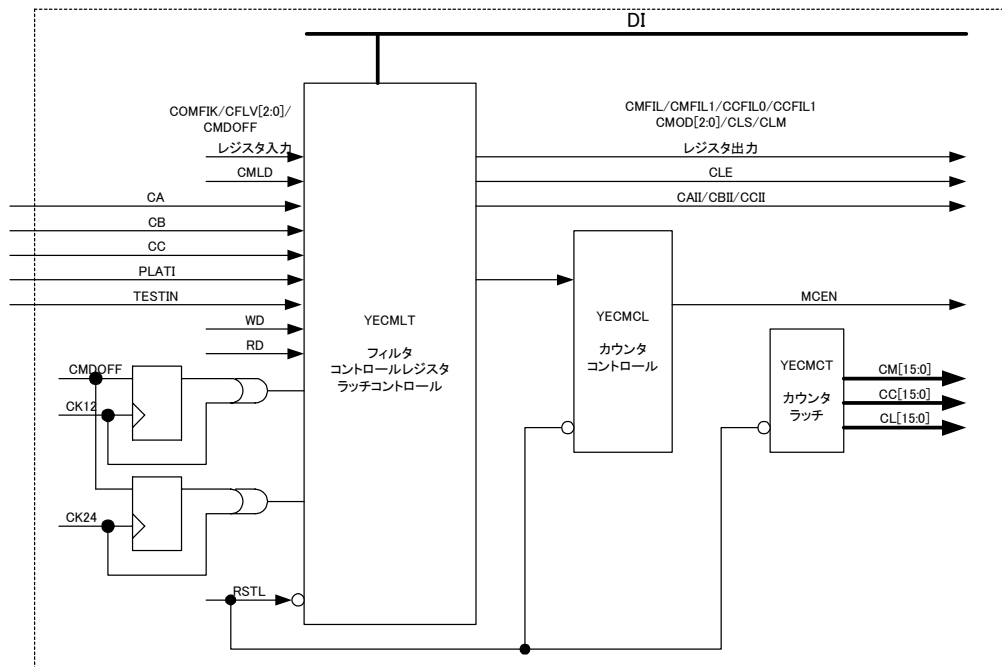 DI
COMFIK/CFLV[2:0]/
CMDOFF
レジスタ入力
CMLD
CA
CB
CC
PLATI
TESTIN
WD
RD
CMDOFF
CK12
CK24
RSTL
YECMLT
フィルタ
コントロールレジスタ
ラッチコントロール
CMFIL/CMFIL1/CCFIL0/CCFIL1
CMOD[2:0]/CLS/CLM
レジスタ出力
CLE
CAII/CBII/CCII
YECMCL
カウンタ
コントロール
MCEN
YECMCT
カウンタ
ラッチ
CM[15:0]
CC[15:0]
CL[15:0]